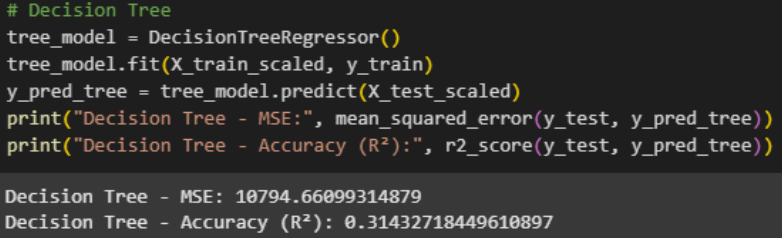 # Decision Tree
tree_model = DecisionTreeRegressor()
tree_model.fit(X_train_scaled, y_train)
y_pred_tree = tree_model.predict(X_test_scaled)
print("Decision Tree - MSE:", mean_squared_error(y_test, y_pred_tree))
print("Decision Tree - Accuracy (R²):", r2_score(y_test, y_pred_tree))
Decision Tree - MSE: 10794.66099314879
Decision Tree - Accuracy (R²): 0.31432718449610897